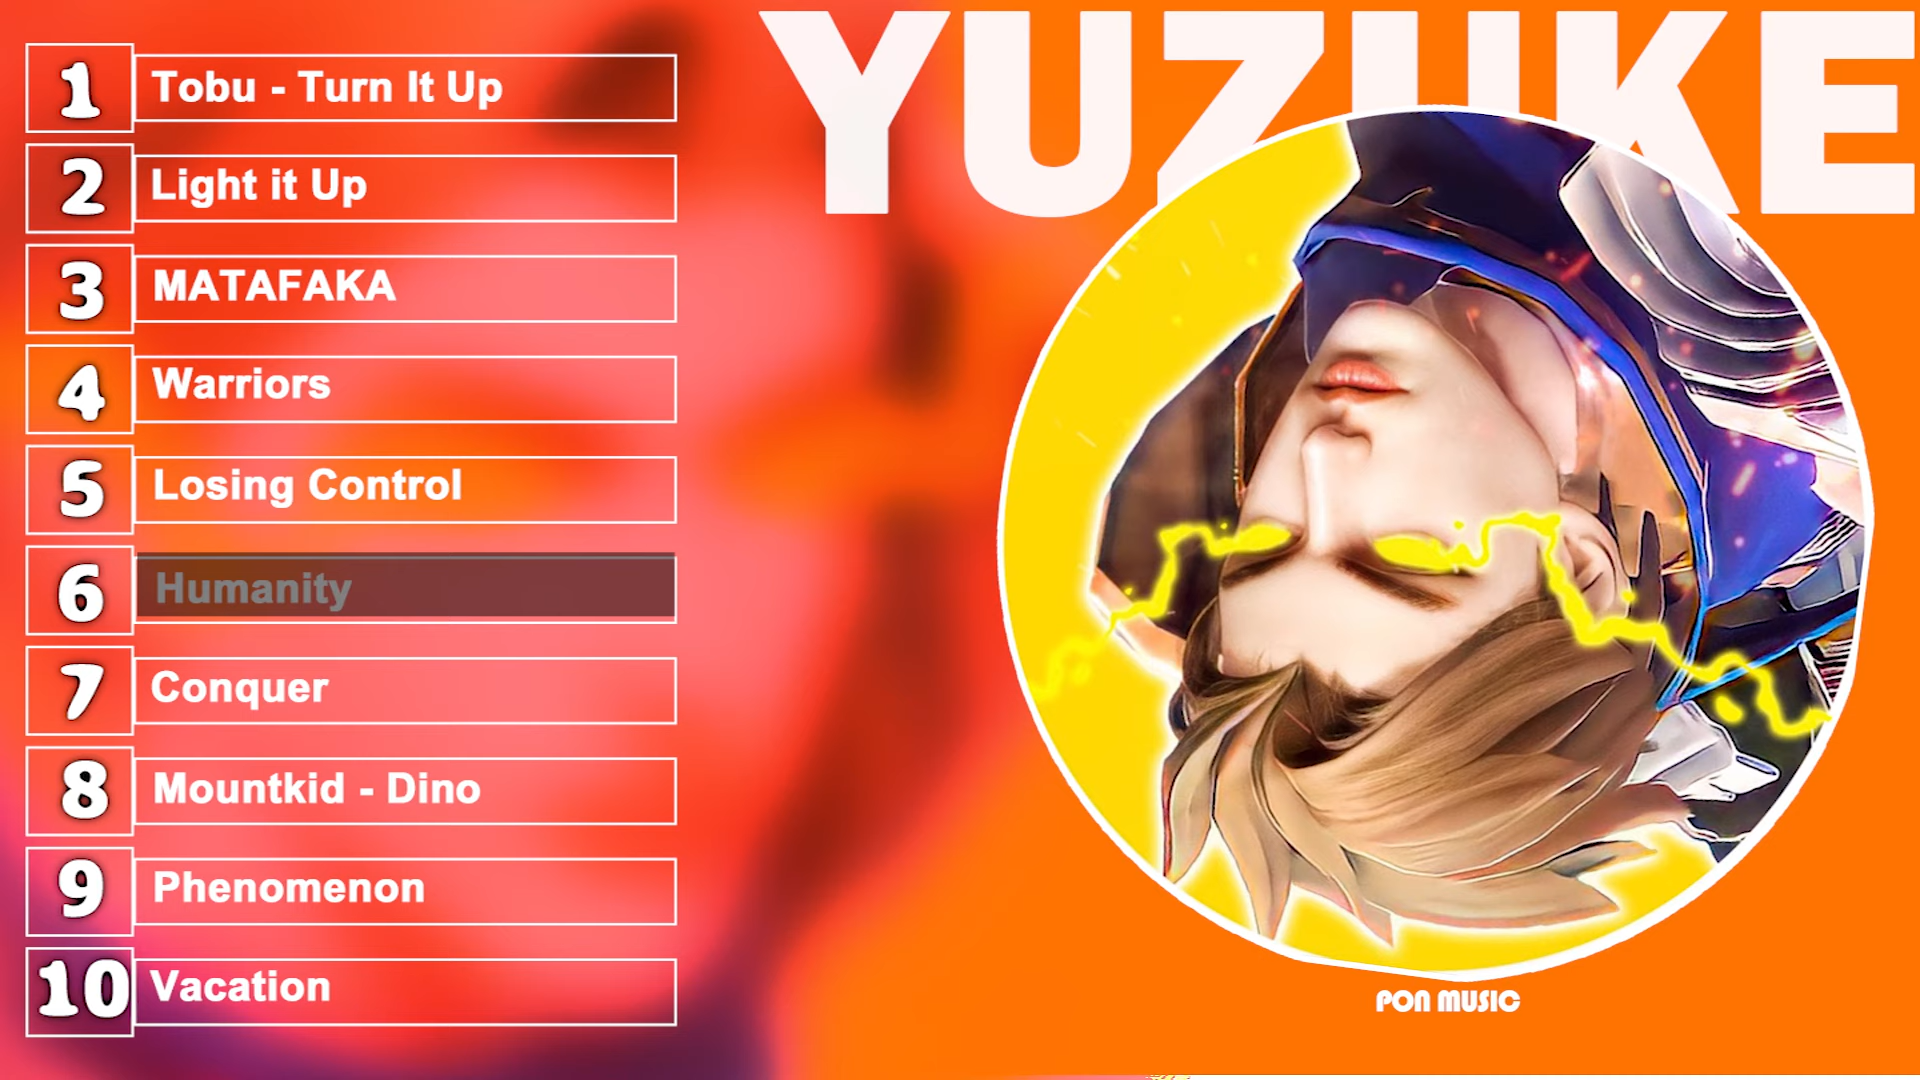 YUZUKE
1 Tobu - Turn It Up
2 Light it Up
3 MATAFAKA
4 Warriors
5 Losing Control
6 Humanity
7 Conquer
8 Mountkid - Dino
9 Phenomenon
10 Vacation
PON MUSIC